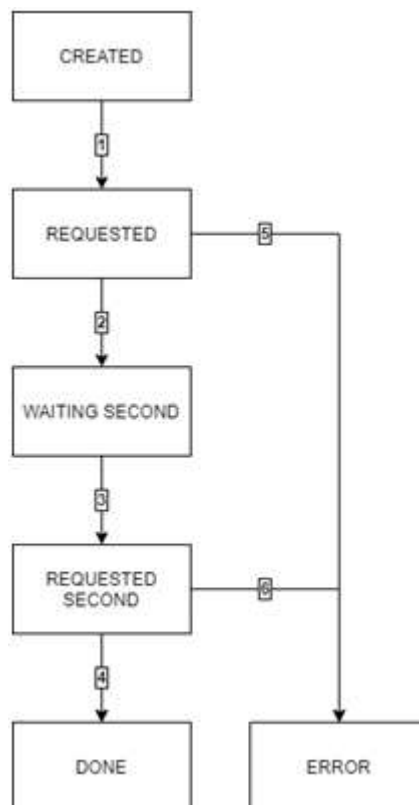 CREATED
1
REQUESTED
5
2
WAITING SECOND
3
REQUESTED
SECOND
6
4
DONE
ERROR